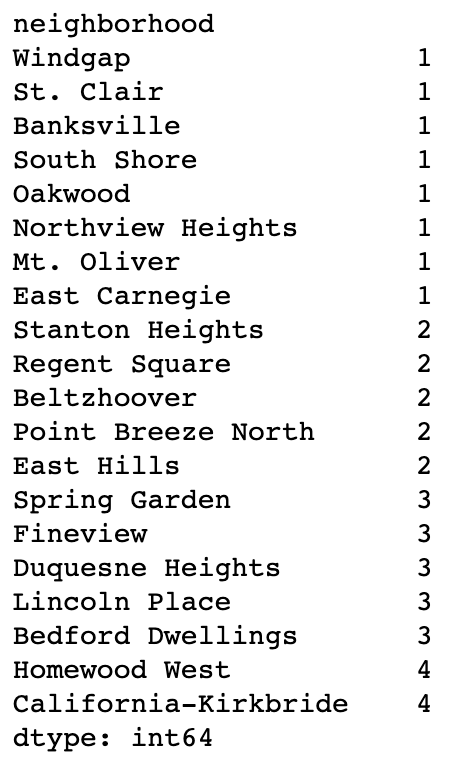 neighborhood
Windgap 1
St. Clair 1
Banksville 1
South Shore 1
Oakwood 1
Northview Heights 1
Mt. Oliver 1
East Carnegie 1
Stanton Heights 2
Regent Square 2
Beltzhoover 2
Point Breeze North 2
East Hills 2
Spring Garden 3
Fineview 3
Duquesne Heights 3
Lincoln Place 3
Bedford Dwellings 3
Homewood West 4
California-Kirkbride 4
dtype: int64